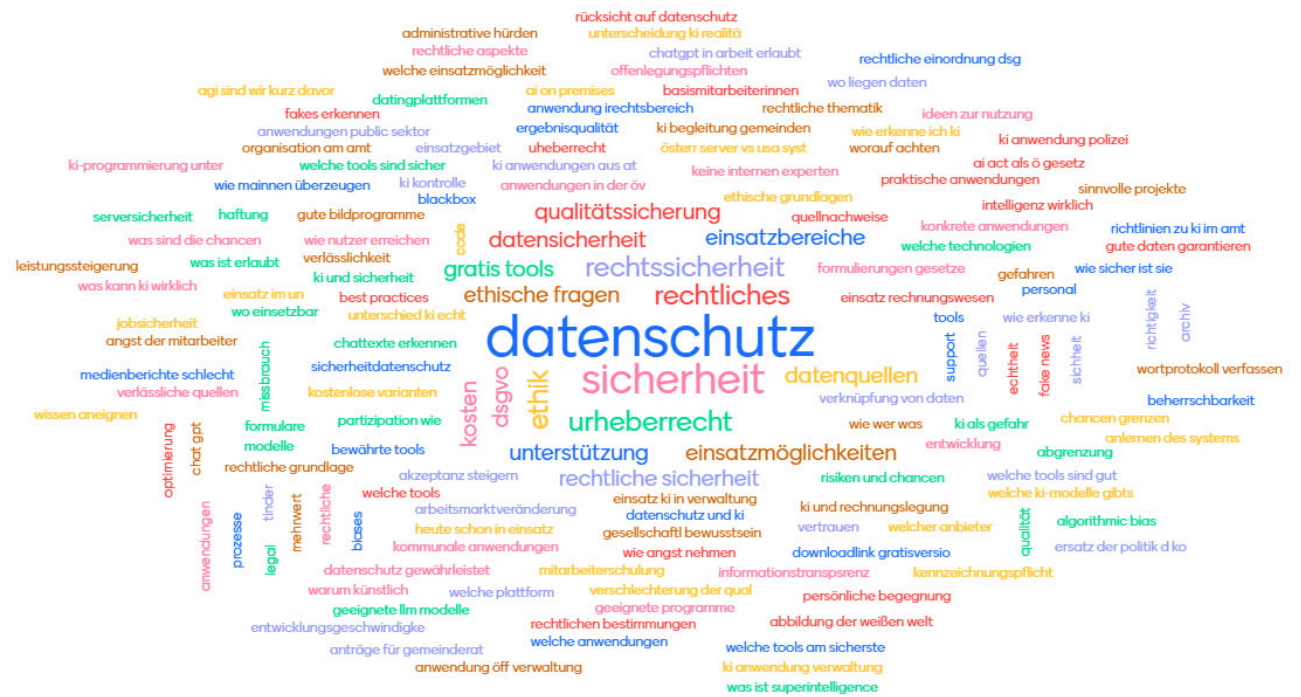 rücksicht auf datenschutz
administrative hürden
unterscheidung ki realitä
rechtliche aspekte
chatgpt in arbeit erlaubt
rechtliche einordnung dsg
welche einsatzmöglichkeit
offenlegungspflichten
wo liegen daten
agi sind wir kurz davor
datingplattformen
ai on premises
basismitarbeiterinnen
fakes erkennen
anwendung irechtsbereich
rechtliche thematik
ideen zur nutzung
anwendungen public sektor
ergebnisqualität
ki begleitung gemeinden
wie erkenne ich ki
ki anwendung polizei
organisation am amt
einsatzgebiet
uheberrecht
österr server vs usa syst
worauf achten
ki-programmierung unter
welche tools sind sicher
ki anwendungen aus at
keine internen experten
ai act als ö gesetz
wie mainnen überzeugen
ki kontrolle
anwendungen in der öv
praktische anwendungen
sinnvolle projekte
blackbox
ethische grundlagen
intelligenz wirklich
serversicherheit
haftung
gute bildprogramme
code
qualitätssicherung
quellnachweise
konkrete anwendungen
richtlinien zu ki im amt
was sind die chancen
wie nutzer erreichen
datensicherheit
einsatzbereiche
welche technologien
gute daten garantieren
leistungssteigerung
was ist erlaubt
verlässlichkeit
gratis tools
rechtssicherheit
formulierungen gesetze
gefahren
wie sicher ist sie
was kann ki wirklich
ki und sicherheit
einsatz im un
best practices
ethische fragen
rechtliches
einsatz rechnungswesen
personal
richtigkeit
archiv
jobsicherheit
wo einsetzbar
unterschied ki echt
datenschutz
tools
wie erkenne ki
angst der mitarbeiter
chattexte erkennen
support
quellen
echtheit
fake news
sichheit
medienberichte schlecht
missbrauch
sicherheitdatenschutz
sicherheit
datenquellen
wortprotokoll verfassen
verlässliche quellen
kostenlose varianten
kosten
dsgvo
ethik
verknüpfung von daten
beherrschbarkeit
wissen aneignen
formulare
partizipation wie
urheberrecht
wie wer was
ki als gefahr
chancen grenzen
optimierung
chat gpt
modelle
bewährte tools
unterstützung
einsatzmöglichkeiten
entwicklung
abgrenzung
anlernen des systems
rechtliche grundlage
akzeptanz steigern
rechtliche sicherheit
risiken und chancen
welche tools sind gut
anwendungen
prozesse
legal
tinder
mehrwert
rechtliche
biases
welche tools
arbeitsmarktveränderung
einsatz ki in verwaltung
ki und rechnungslegung
welche ki-modelle gibts
heute schon in einsatz
datenschutz und ki
vertrauen
welcher anbieter
qualität
algorithmic bias
kommunale anwendungen
gesellschaftl bewusstsein
wie angst nehmen
downloadlink gratisversio
ersatz der politik d ko
datenschutz gewährleistet
mitarbeiterschulung
informationstranspsrenz
kennzeichnungspflicht
warum künstlich
welche plattform
verschlechterung der qual
persönliche begegnung
geeignete llm modelle
geeignete programme
entwicklungsgeschwindigke
rechtlichen bestimmungen
abbildung der weißen welt
anträge für gemeinderat
welche anwendungen
welche tools am sicherste
anwendung öff verwaltung
ki anwendung verwaltung
was ist superintelligence